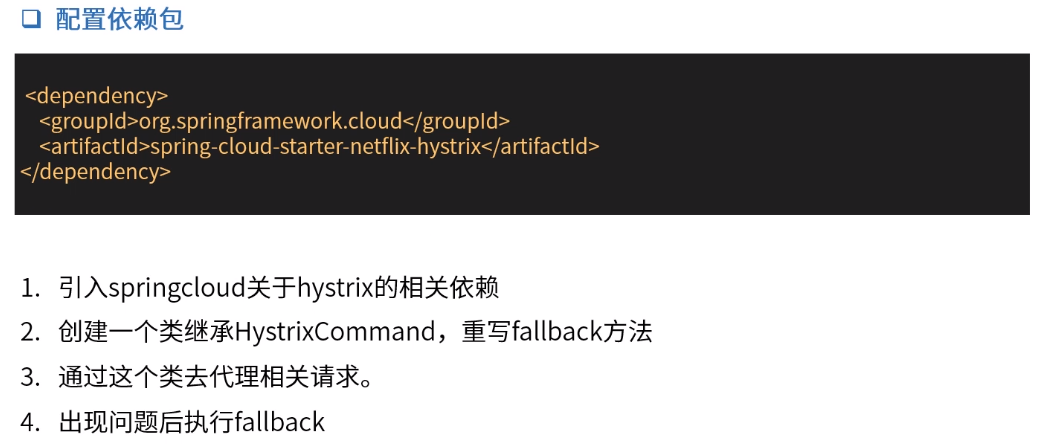 配置依赖包
<dependency>
<groupId>org.springframework.cloud</groupId>
<artifactId>spring-cloud-starter-netflix-hystrix</artifactId>
</dependency>
1. 引入springcloud关于hystrix的相关依赖
2. 创建一个类继承HystrixCommand，重写fallback方法
3. 通过这个类去代理相关请求。
4. 出现问题后执行fallback